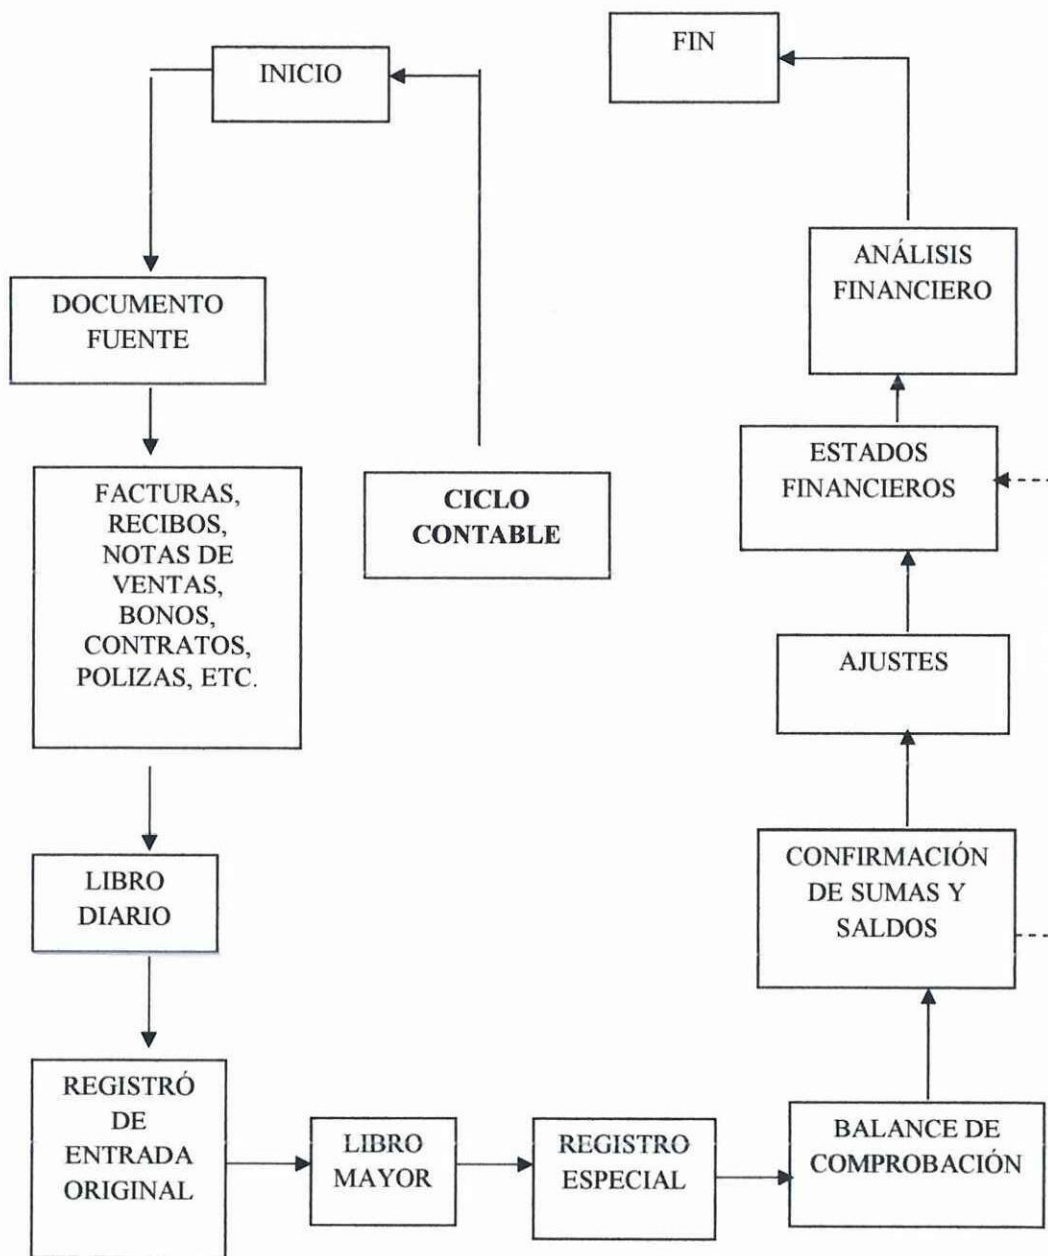 INICIO
DOCUMENTO
FUENTE
FACTURAS,
RECIBOS,
NOTAS DE
VENTAS,
BONOS,
CONTRATOS,
POLIZAS, ETC.
LIBRO
DIARIO
REGISTRÓ
DE
ENTRADA
ORIGINAL
CICLO
CONTABLE
LIBRO
MAYOR
REGISTRO
ESPECIAL
BALANCE DE
COMPROBACIÓN
CONFIRMACIÓN
DE SUMAS Y
SALDOS
AJUSTES
ESTADOS
FINANCIEROS
ANÁLISIS
FINANCIERO
FIN